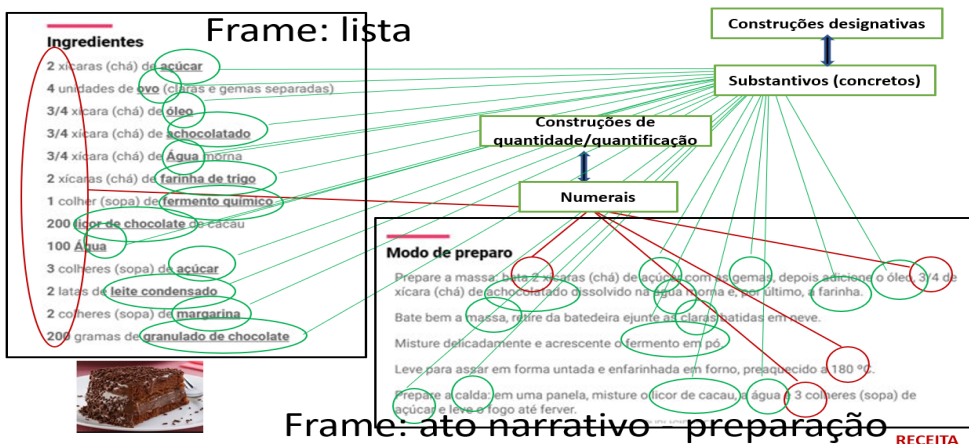 Frame: lista
Ingredientes
2 xícaras (chá) de açúcar
4 unidades de ovo (claras e gemas separadas)
3/4 xícara (chá) de óleo
3/4 xícara (chá) de achocolatado
3/4 xícara (chá) de Água morna
2 xícaras (chá) de farinha de trigo
1 colher (sopa) de fermento químico
200 licor de chocolate de cacau
100 Água
3 colheres (sopa) de açúcar
2 latas de leite condensado
2 colheres (sopa) de margarina
200 gramas de granulado de chocolate
Construções designativas
Substantivos (concretos)
Construções de
quantidade/quantificação
Numerais
Modo de preparo
Prepare a massa: bata 2 xícaras (chá) de açúcar com as gemas, depois adicione o óleo, 3/4 de
xícara (chá) de achocolatado dissolvido na água morna e, por último, a farinha.
Bate bem a massa, retire da batedeira ejunte as claras batidas em neve.
Misture delicadamente e acrescente o fermento em pó.
Leve para assar em forma untada e enfarinhada em forno, preaquecido a 180 ºC.
Prepare a calda: em uma panela, misture o licor de cacau, a água e 3 colheres (sopa) de
açúcar e leve o fogo até ferver.
Frame: ato narrativo - preparação
RECEITA